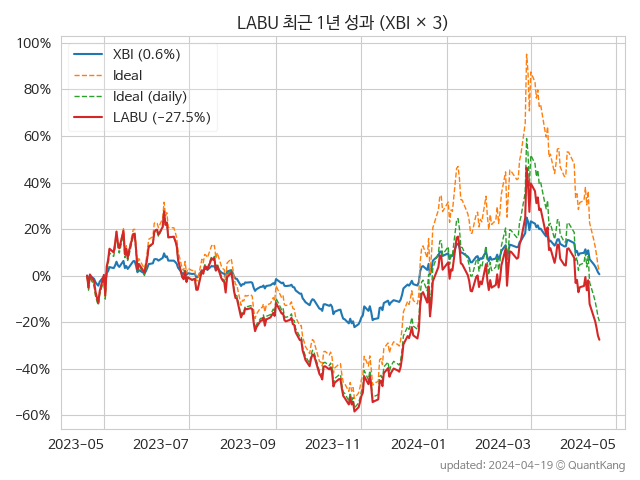 LABU 최근 1년 성과 (XBI × 3)
XBI (0.6%)
Ideal
Ideal (daily)
LABU (−27.5%)
100%
80%
60%
40%
20%
0%
−20%
−40%
−60%
2023-05 2023-07 2023-09 2023-11 2024-01 2024-03 2024-05
updated: 2024-04-19 © QuantKang